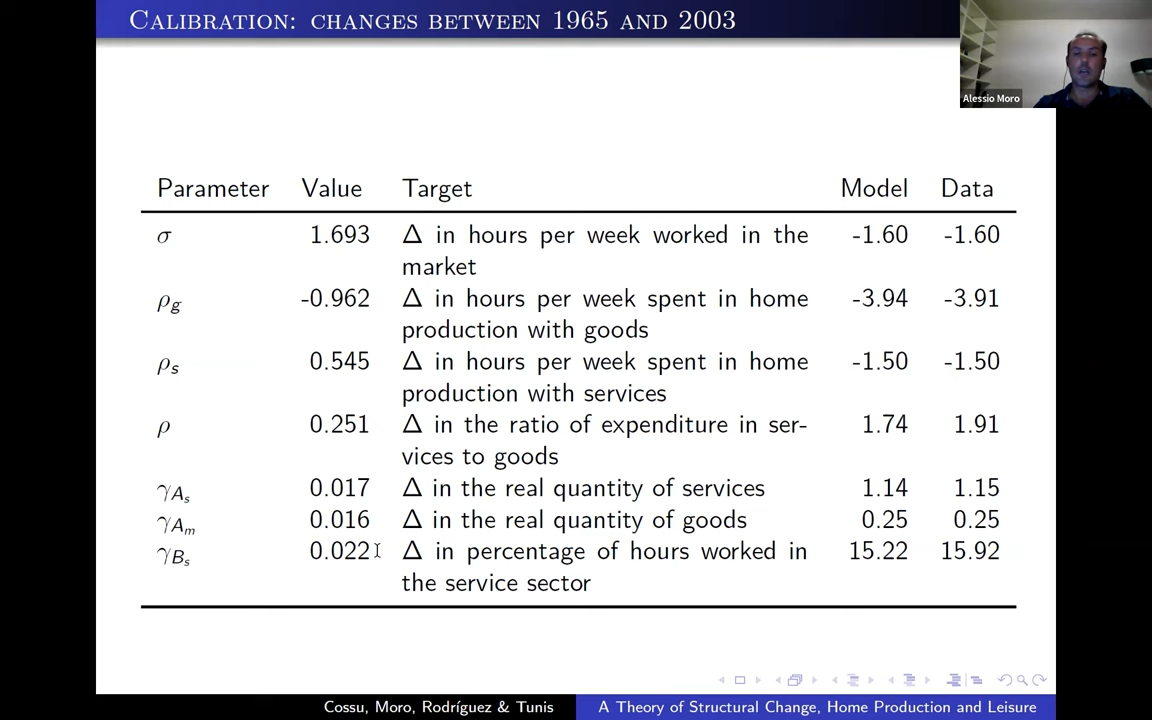 CALIBRATION: CHANGES BETWEEN 1965 AND 2003
Alessio Moro
Parameter Value Target Model Data
σ 1.693 Δ in hours per week worked in the -1.60 -1.60
market
ρg -0.962 Δ in hours per week spent in home -3.94 -3.91
production with goods
ρs 0.545 Δ in hours per week spent in home -1.50 -1.50
production with services
ρ 0.251 Δ in the ratio of expenditure in ser- 1.74 1.91
vices to goods
γAs 0.017 Δ in the real quantity of services 1.14 1.15
γAm 0.016 Δ in the real quantity of goods 0.25 0.25
γBs 0.022 Δ in percentage of hours worked in 15.22 15.92
the service sector
Cossu, Moro, Rodríguez & Tunis A Theory of Structural Change, Home Production and Leisure